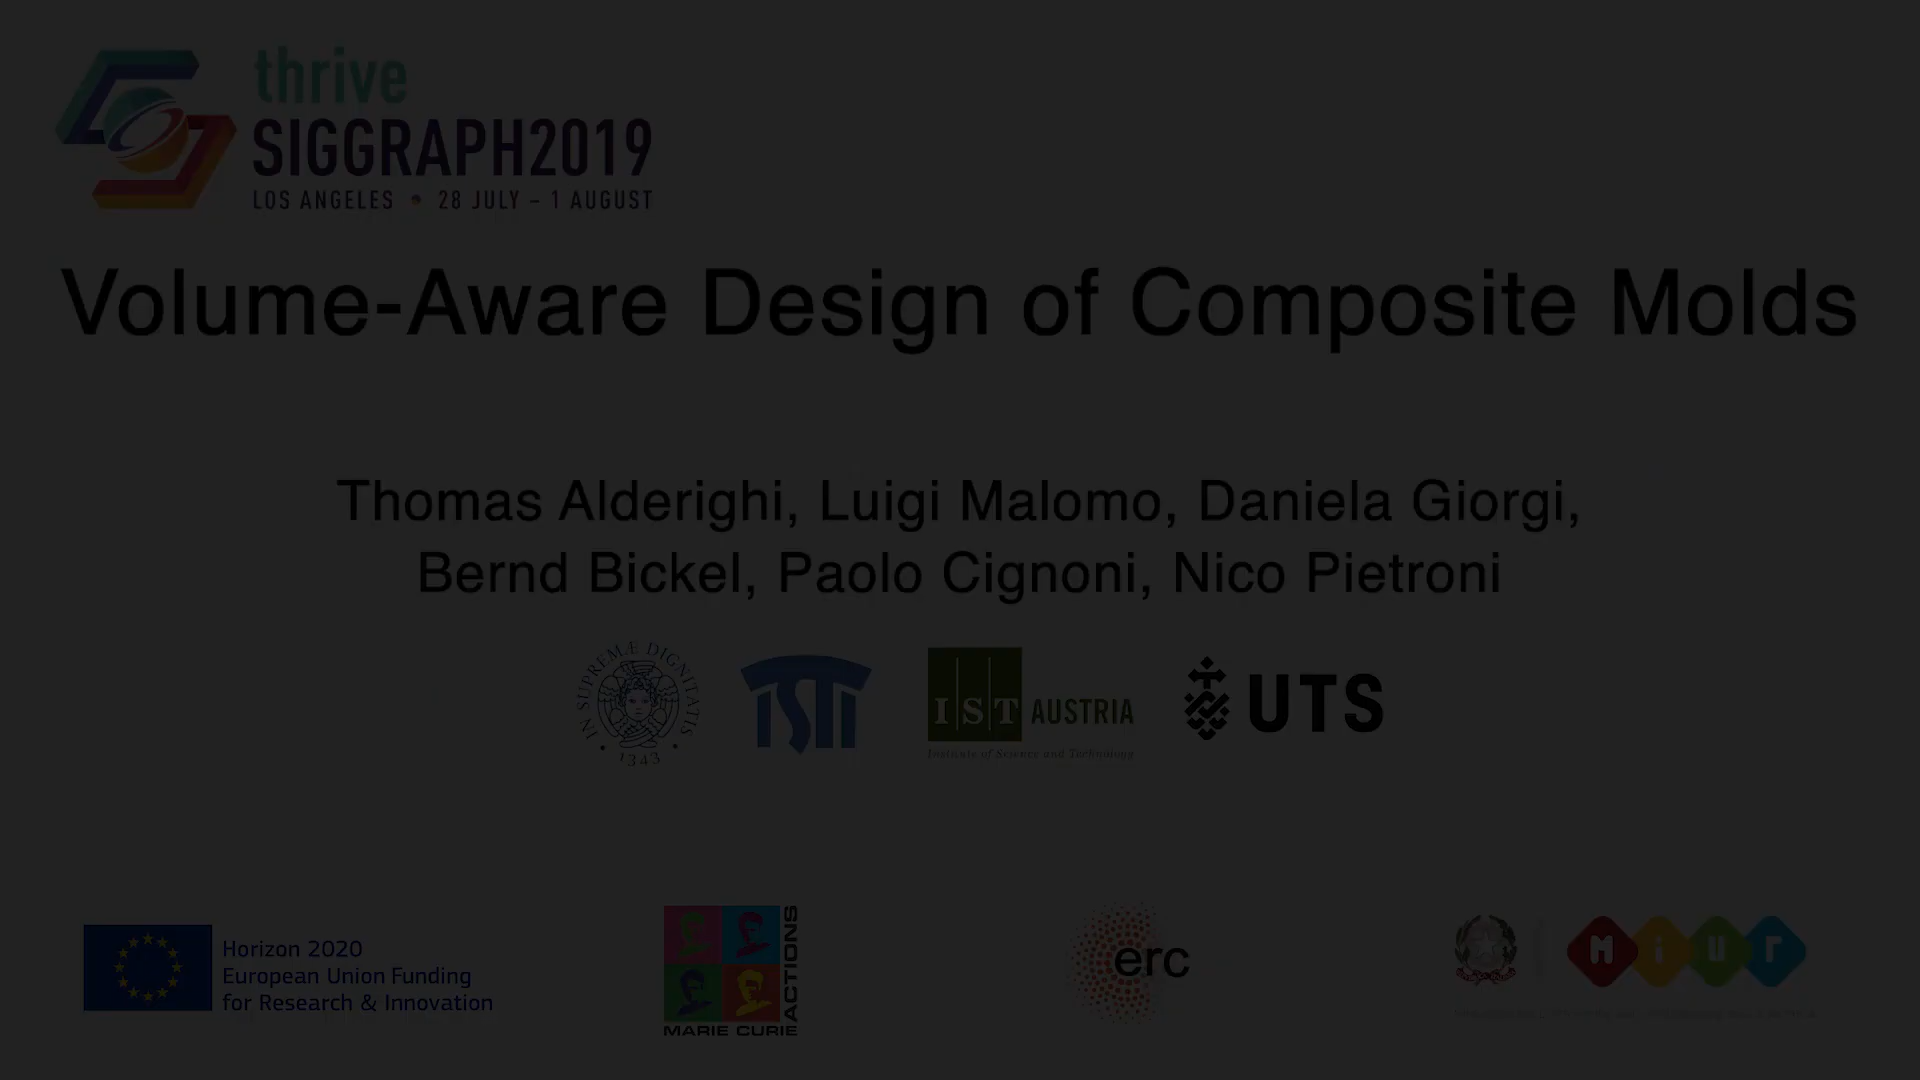 thrive
SIGGRAPH2019
LOS ANGELES • 28 JULY – 1 AUGUST
Volume-Aware Design of Composite Molds
Thomas Alderighi, Luigi Malomo, Daniela Giorgi,
Bernd Bickel, Paolo Cignoni, Nico Pietroni
IN SUPREMÆ DIGNITATIS
1343
ISTI
IST AUSTRIA
Institute of Science and Technology
UTS
Horizon 2020
European Union Funding
for Research & Innovation
MARIE CURIE ACTIONS
erc
Miur